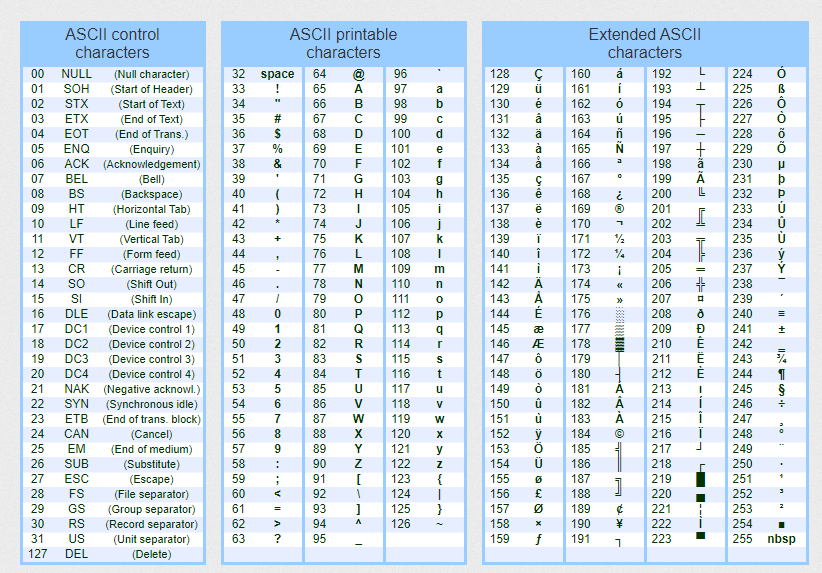 ASCII control
characters
00 NULL (Null character)
01 SOH (Start of Header)
02 STX (Start of Text)
03 ETX (End of Text)
04 EOT (End of Trans.)
05 ENQ (Enquiry)
06 ACK (Acknowledgement)
07 BEL (Bell)
08 BS (Backspace)
09 HT (Horizontal Tab)
10 LF (Line feed)
11 VT (Vertical Tab)
12 FF (Form feed)
13 CR (Carriage return)
14 SO (Shift Out)
15 SI (Shift In)
16 DLE (Data link escape)
17 DC1 (Device control 1)
18 DC2 (Device control 2)
19 DC3 (Device control 3)
20 DC4 (Device control 4)
21 NAK (Negative acknowl.)
22 SYN (Synchronous idle)
23 ETB (End of trans. block)
24 CAN (Cancel)
25 EM (End of medium)
26 SUB (Substitute)
27 ESC (Escape)
28 FS (File separator)
29 GS (Group separator)
30 RS (Record separator)
31 US (Unit separator)
127 DEL (Delete)
ASCII printable
characters
32 space 64 @ 96 `
33 ! 65 A 97 a
34 " 66 B 98 b
35 # 67 C 99 c
36 $ 68 D 100 d
37 % 69 E 101 e
38 & 70 F 102 f
39 ' 71 G 103 g
40 ( 72 H 104 h
41 ) 73 I 105 i
42 * 74 J 106 j
43 + 75 K 107 k
44 , 76 L 108 l
45 - 77 M 109 m
46 . 78 N 110 n
47 / 79 O 111 o
48 0 80 P 112 p
49 1 81 Q 113 q
50 2 82 R 114 r
51 3 83 S 115 s
52 4 84 T 116 t
53 5 85 U 117 u
54 6 86 V 118 v
55 7 87 W 119 w
56 8 88 X 120 x
57 9 89 Y 121 y
58 : 90 Z 122 z
59 ; 91 [ 123 {
60 < 92 \ 124 |
61 = 93 ] 125 }
62 > 94 ^ 126 ~
63 ? 95 _
Extended ASCII
characters
128 Ç 160 á 192 └ 224 Ó
129 ü 161 í 193 ┴ 225 ß
130 é 162 ó 194 ┬ 226 Ô
131 â 163 ú 195 ├ 227 Ò
132 ä 164 ñ 196 ─ 228 õ
133 à 165 Ñ 197 ┼ 229 Õ
134 å 166 ª 198 ã 230 µ
135 ç 167 º 199 Ã 231 þ
136 ê 168 ¿ 200 ╚ 232 Þ
137 ë 169 ® 201 ╔ 233 Ú
138 è 170 ¬ 202 ╩ 234 Û
139 ï 171 ½ 203 ╦ 235 Ù
140 î 172 ¼ 204 ╠ 236 ý
141 ì 173 ¡ 205 ═ 237 Ý
142 Ä 174 « 206 ╬ 238 ¯
143 Å 175 » 207 ¤ 239 ´
144 É 176 ░ 208 ð 240 ≡
145 æ 177 ▒ 209 Ð 241 ±
146 Æ 178 ▓ 210 Ê 242 ‗
147 ô 179 │ 211 Ë 243 ¾
148 ö 180 ┤ 212 È 244 ¶
149 ò 181 Á 213 ı 245 §
150 û 182 Â 214 Í 246 ÷
151 ù 183 À 215 Î 247 ¸
152 ÿ 184 © 216 Ï 248 °
153 Ö 185 ╣ 217 ┘ 249 ¨
154 Ü 186 ║ 218 ┌ 250 ·
155 ø 187 ╗ 219 █ 251 ¹
156 £ 188 ╝ 220 ▄ 252 ³
157 Ø 189 ¢ 221 ¦ 253 ²
158 × 190 ¥ 222 Ì 254 ■
159 ƒ 191 ┐ 223 ▀ 255 nbsp